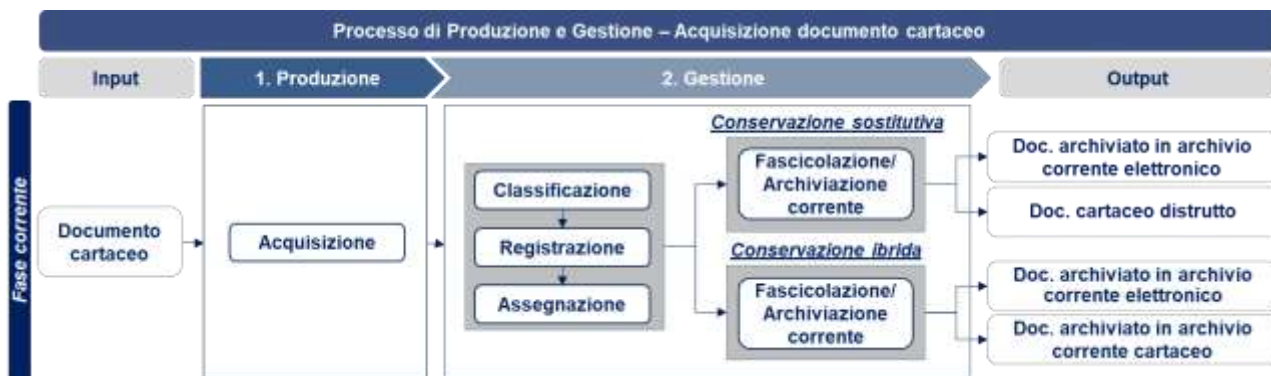 Processo di Produzione e Gestione – Acquisizione documento cartaceo
Input
1. Produzione
2. Gestione
Output
Fase corrente
Documento
cartaceo
Acquisizione
Classificazione
Registrazione
Assegnazione
Conservazione sostitutiva
Fascicolazione/
Archiviazione
corrente
Conservazione ibrida
Fascicolazione/
Archiviazione
corrente
Doc. archiviato in archivio
corrente elettronico
Doc. cartaceo distrutto
Doc. archiviato in archivio
corrente elettronico
Doc. archiviato in archivio
corrente cartaceo